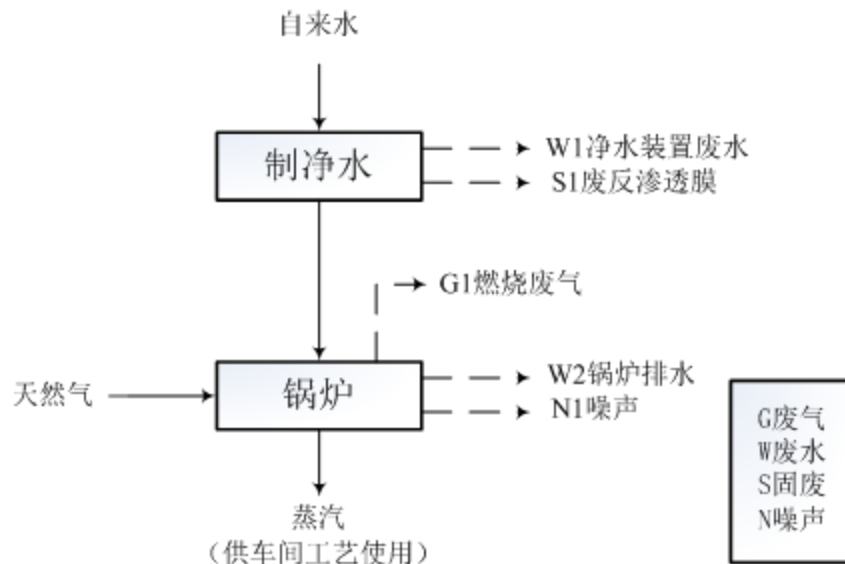 自来水
制净水
W1净水装置废水
S1废反渗透膜
G1燃烧废气
天然气
锅炉
W2锅炉排水
N1噪声
蒸汽
（供车间工艺使用）
G废气
W废水
S固废
N噪声